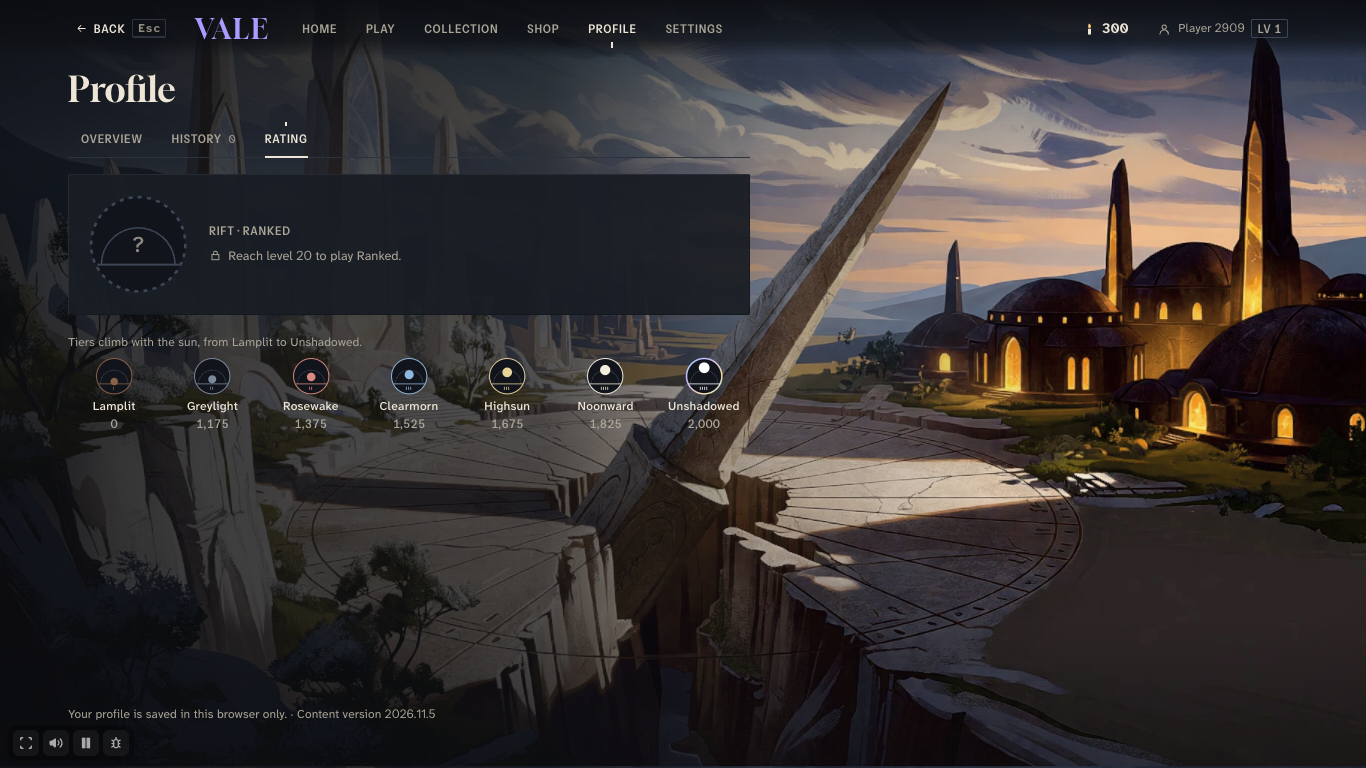 ← BACK Esc VALE HOME PLAY COLLECTION SHOP PROFILE SETTINGS 300 Player 2909 LV 1
Profile
OVERVIEW HISTORY 0 RATING
?
RIFT · RANKED
Reach level 20 to play Ranked.
Tiers climb with the sun, from Lamplit to Unshadowed.
Lamplit Greylight Rosewake Clearmorn Highsun Noonward Unshadowed
0 1,175 1,375 1,525 1,675 1,825 2,000
Your profile is saved in this browser only. · Content version 2026.11.5